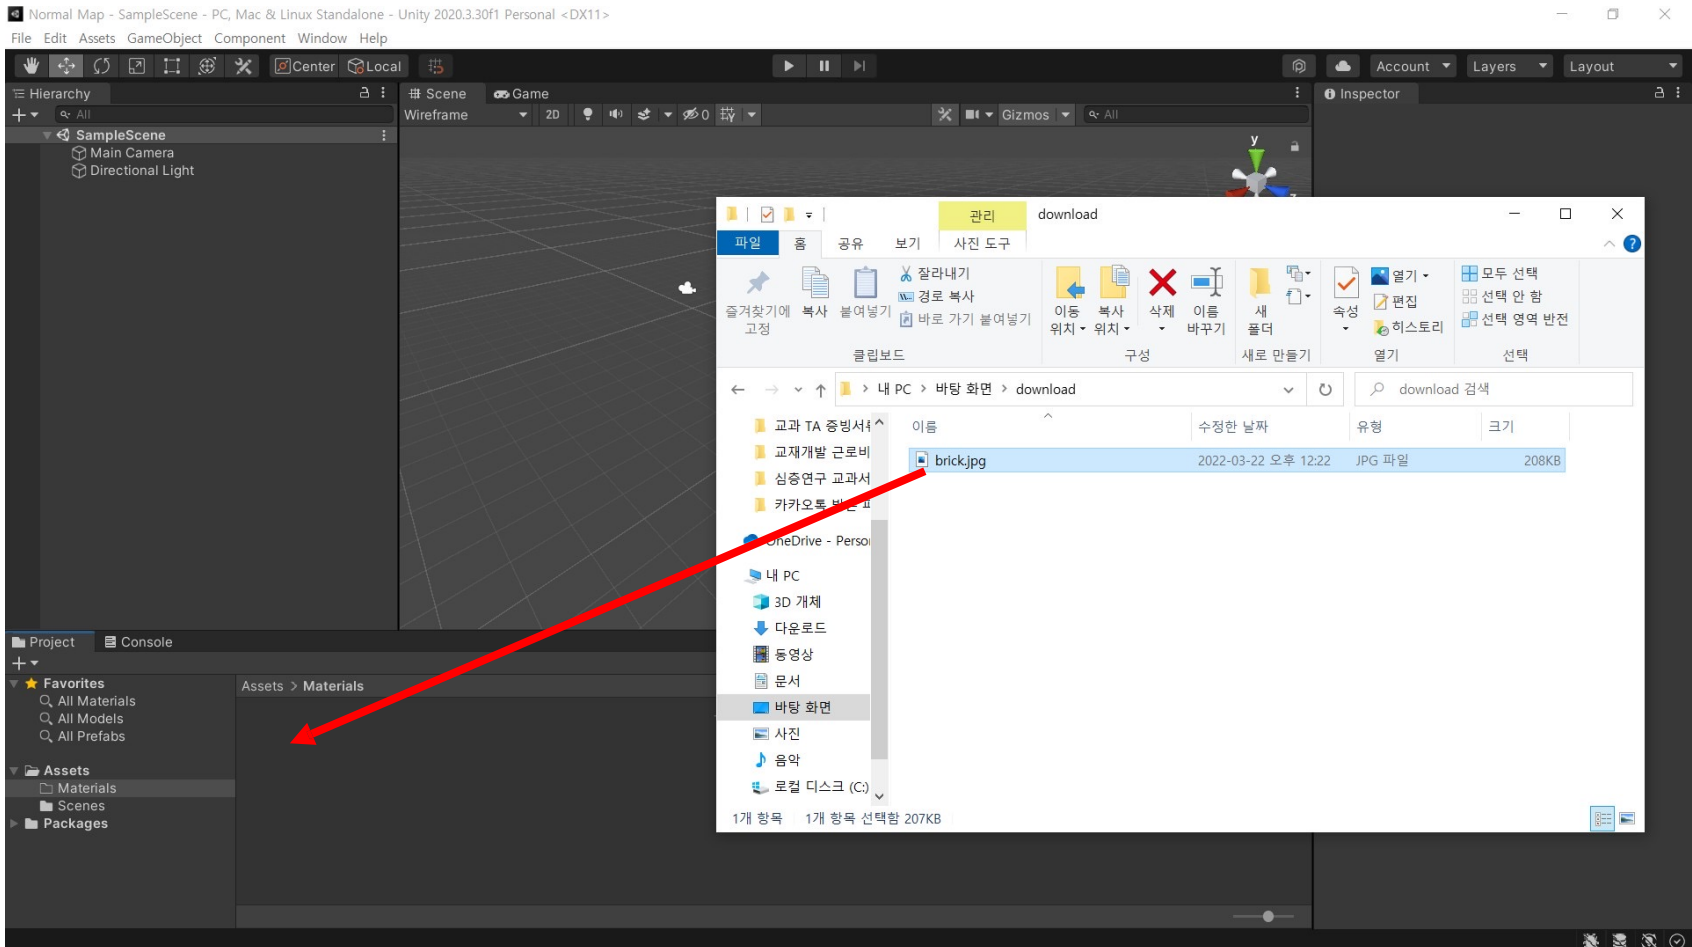 Normal Map - SampleScene - PC, Mac & Linux Standalone - Unity 2020.3.30f1 Personal <DX11>
File Edit Assets GameObject Component Window Help
Center Local
Account Layers Layout
Hierarchy
All
SampleScene
Main Camera
Directional Light
Scene Game
Wireframe 2D 0 Gizmos All
y
Inspector
관리 download
파일 홈 공유 보기 사진 도구
즐겨찾기에 고정
복사
붙여넣기
잘라내기
경로 복사
바로 가기 붙여넣기
클립보드
이동 위치
복사 위치
삭제
이름 바꾸기
구성
새 폴더
새로 만들기
속성
열기
편집
히스토리
열기
모두 선택
선택 안 함
선택 영역 반전
선택
내 PC > 바탕 화면 > download
download 검색
이름 수정한 날짜 유형 크기
brick.jpg 2022-03-22 오후 12:22 JPG 파일 208KB
교과 TA 증빙서
교재개발 근로비
심층연구 교과서
카카오톡
OneDrive - Perso
내 PC
3D 개체
다운로드
동영상
문서
바탕 화면
사진
음악
로컬 디스크 (C:)
1개 항목 1개 항목 선택함 207KB
Project Console
Favorites
All Materials
All Models
All Prefabs
Assets
Materials
Scenes
Packages
Assets > Materials